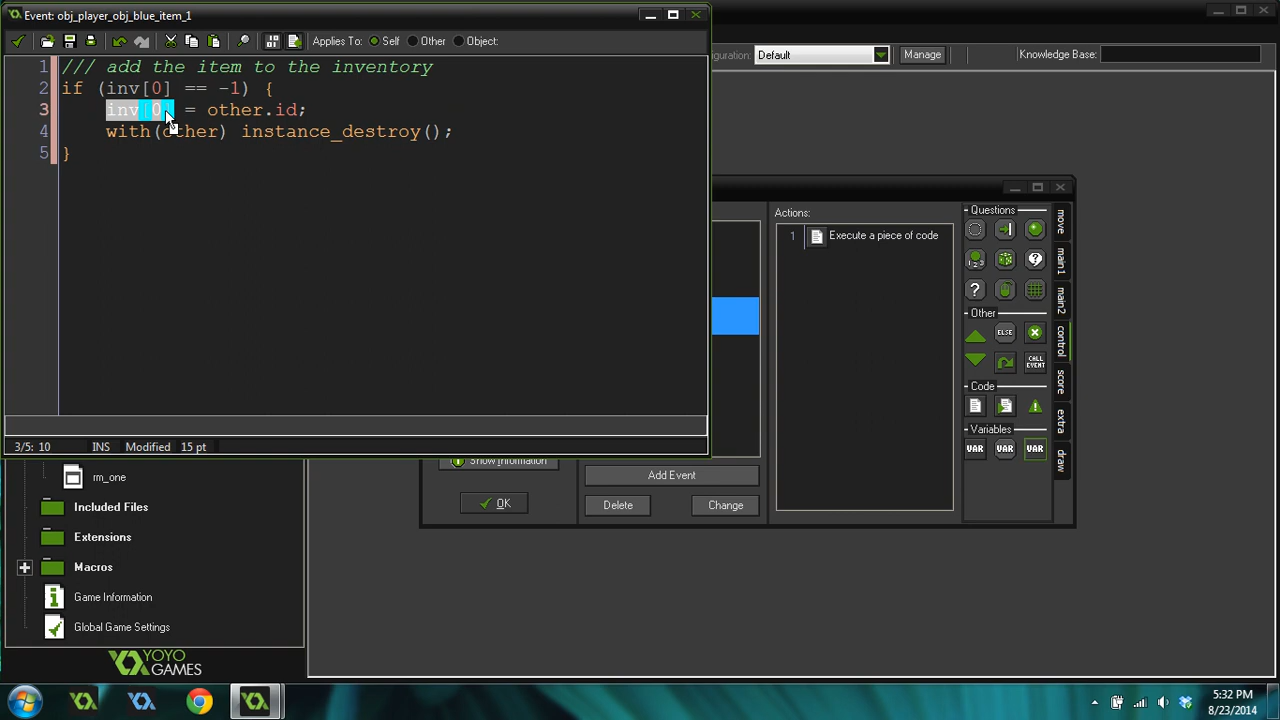 Event: obj_player_obj_blue_item_1
Applies To: Self Other Object:
guration: Default Manage Knowledge Base:
1 /// add the item to the inventory
2 if (inv[0] == -1) {
3 inv[0] = other.id;
4 with(other) instance_destroy();
5 }
3/5: 10 INS Modified 15 pt
Actions:
1 Execute a piece of code
Questions
Other
ELSE
CALL EVENT
Code
Variables
VAR VAR VAR
move
main1
main2
control
score
extra
draw
Show Information
OK
Add Event
Delete Change
rm_one
Included Files
Extensions
Macros
Game Information
Global Game Settings
YOYO GAMES
5:32 PM
8/23/2014